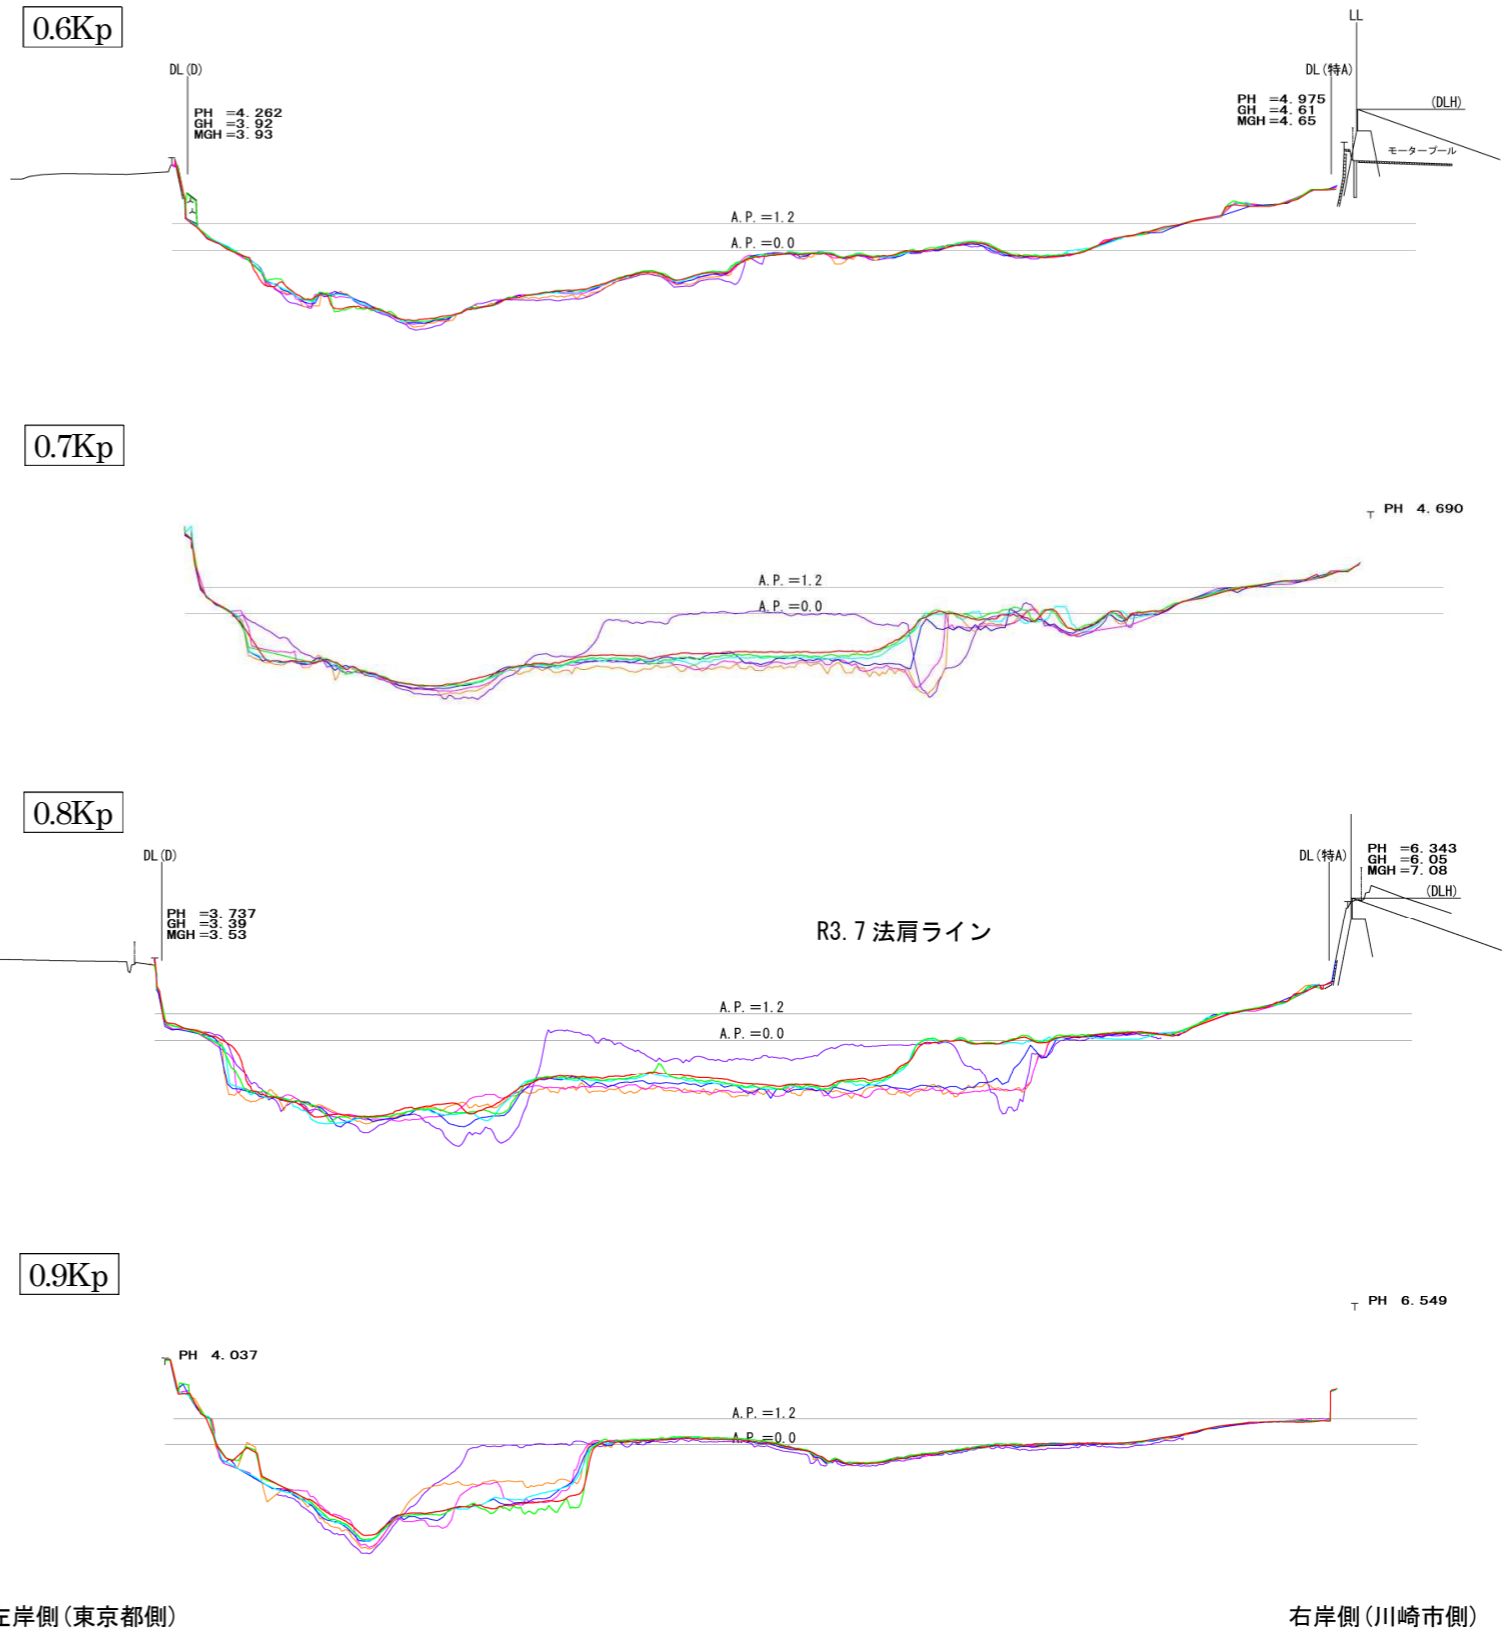 0.6Kp
LL
DL(D)
DL(特A)
PH =4.262
GH =3.92
MGH=3.93
PH =4.975
GH =4.61
MGH=4.65
(DLH)
モータープール
A.P.=1.2
A.P.=0.0
0.7Kp
PH 4.690
A.P.=1.2
A.P.=0.0
0.8Kp
DL(D)
DL(特A)
PH =6.343
GH =6.05
MGH=7.08
(DLH)
PH =3.737
GH =3.39
MGH=3.53
R3.7法肩ライン
A.P.=1.2
A.P.=0.0
0.9Kp
PH 6.549
PH 4.037
A.P.=1.2
A.P.=0.0
左岸側(東京都側)
右岸側(川崎市側)